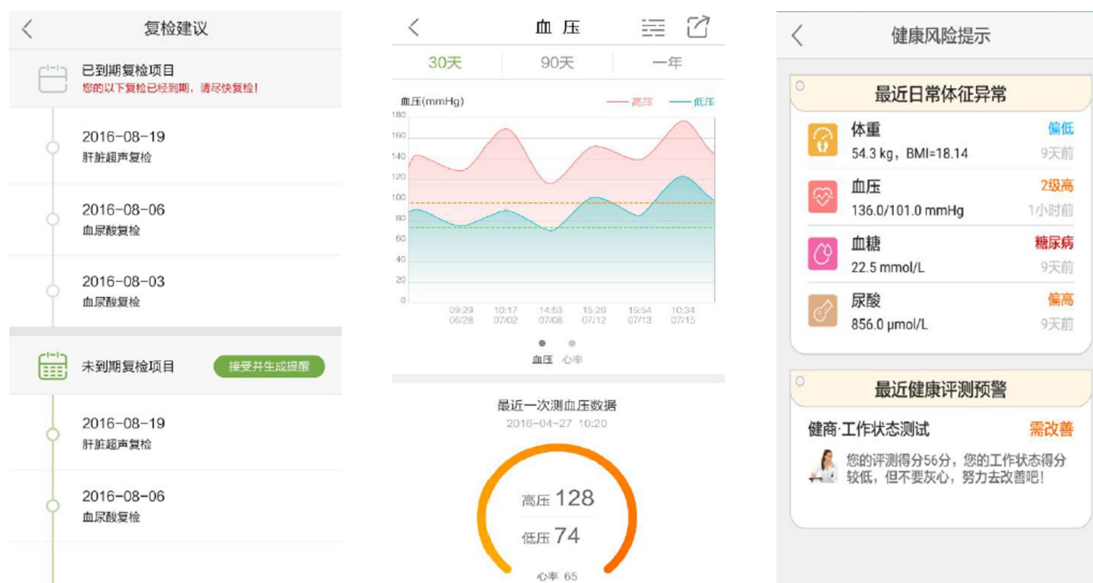 复检建议
已到期复检项目
您的以下复检已经到期，请尽快复检！
2016-08-19
肝脏超声复检
2016-08-06
血尿酸复检
2016-08-03
血尿酸复检
未到期复检项目
接受并生成提醒
2016-08-19
肝脏超声复检
2016-08-06
血尿酸复检
血 压
30天 90天 一年
血压(mmHg) 高压 低压
180
160
140
120
100
80
60
40
20
0
09:29 10:17 14:53 15:26 15:54 10:34
06/28 07/02 07/08 07/12 07/13 07/15
血压 心率
最近一次测血压数据
2016-04-27 10:20
高压 128
低压 74
心率 65
健康风险提示
最近日常体征异常
体重 偏低
54.3 kg，BMI=18.14 9天前
血压 2级高
136.0/101.0 mmHg 1小时前
血糖 糖尿病
22.5 mmol/L 9天前
尿酸 偏高
856.0 μmol/L 9天前
最近健康评测预警
健商·工作状态测试 需改善
您的评测得分56分，您的工作状态得分
较低，但不要灰心，努力去改善吧！